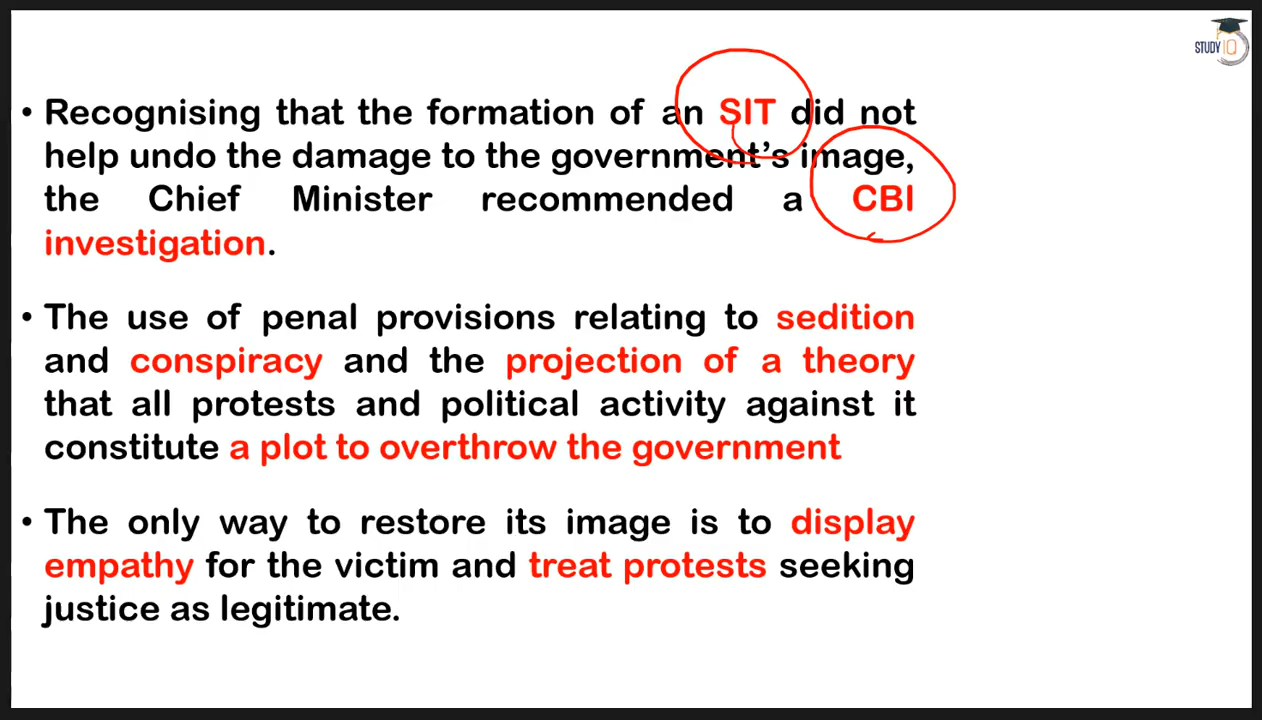 STUDY IQ
• Recognising that the formation of an SIT did not
help undo the damage to the government's image,
the Chief Minister recommended a CBI
investigation.
• The use of penal provisions relating to sedition
and conspiracy and the projection of a theory
that all protests and political activity against it
constitute a plot to overthrow the government
• The only way to restore its image is to display
empathy for the victim and treat protests seeking
justice as legitimate.